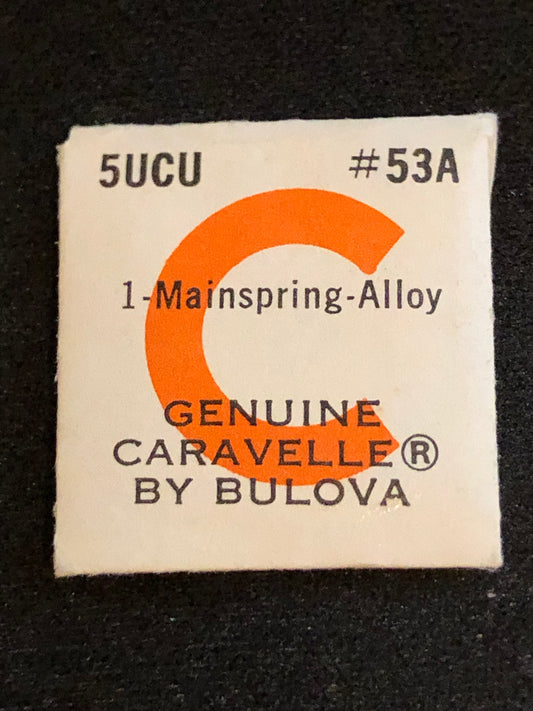 5UCU #53A
1-Mainspring-Alloy
GENUINE
CARAVELLE®
BY BULOVA